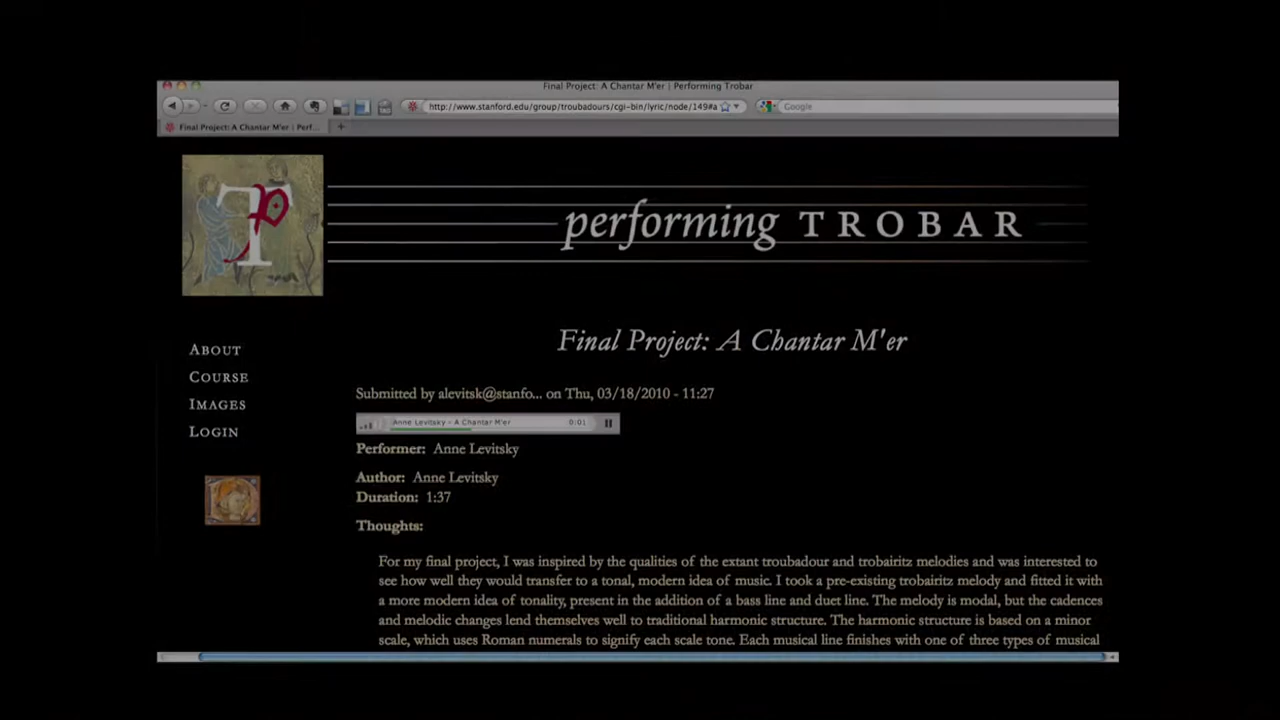 Final Project: A Chantar M'er | Performing Trobar
http://www.stanford.edu/group/troubadours/cgi-bin/lyric/node/149#a
Google
Final Project: A Chantar M'er | Perf...
TP
performing TROBAR
Final Project: A Chantar M'er
ABOUT
COURSE
IMAGES
LOGIN
Submitted by alevitsk@stanfo... on Thu, 03/18/2010 - 11:27
Anne Levitsky - A Chantar M'er 0:01
Performer: Anne Levitsky
Author: Anne Levitsky
Duration: 1:37
Thoughts:
For my final project, I was inspired by the qualities of the extant troubadour and trobairitz melodies and was interested to
see how well they would transfer to a tonal, modern idea of music. I took a pre-existing trobairitz melody and fitted it with
a more modern idea of tonality, present in the addition of a bass line and duet line. The melody is modal, but the cadences
and melodic changes lend themselves well to traditional harmonic structure. The harmonic structure is based on a minor
scale, which uses Roman numerals to signify each scale tone. Each musical line finishes with one of three types of musical